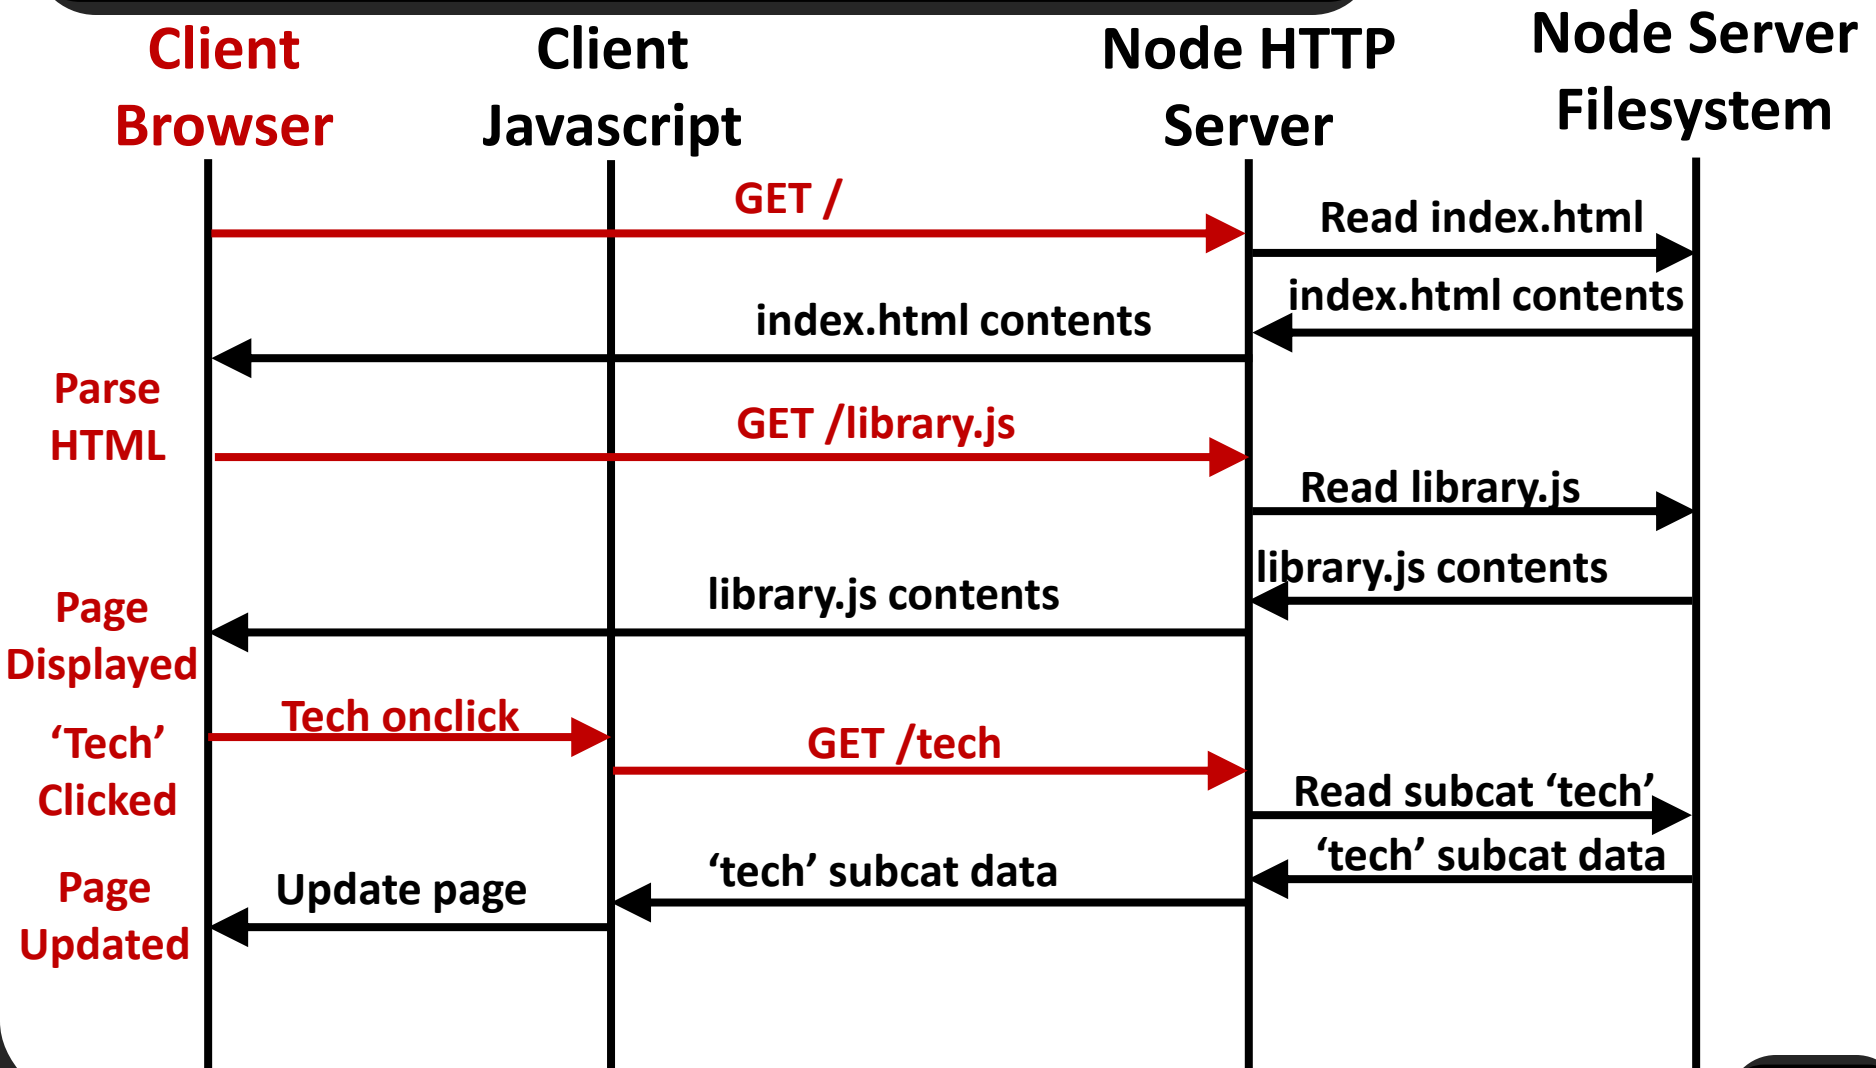 Client
Browser
Client
Javascript
Node HTTP
Server
Node Server
Filesystem
GET /
Read index.html
index.html contents
index.html contents
Parse
HTML
GET /library.js
Read library.js
library.js contents
library.js contents
Page
Displayed
Tech onclick
‘Tech’
Clicked
GET /tech
Read subcat ‘tech’
‘tech’ subcat data
‘tech’ subcat data
Update page
Page
Updated